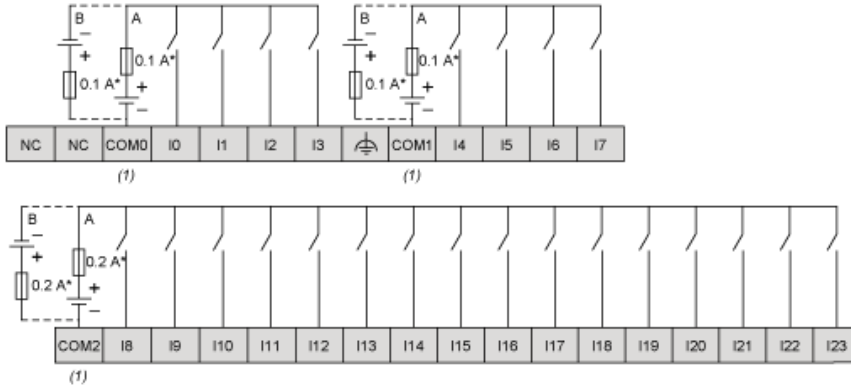 B A B A
− + 0.1 A* 0.1 A* + − − + 0.1 A* 0.1 A* + −
NC NC COM0 I0 I1 I2 I3 COM1 I4 I5 I6 I7
(1) (1)
B A
− + 0.2 A* 0.2 A* + −
COM2 I8 I9 I10 I11 I12 I13 I14 I15 I16 I17 I18 I19 I20 I21 I22 I23
(1)